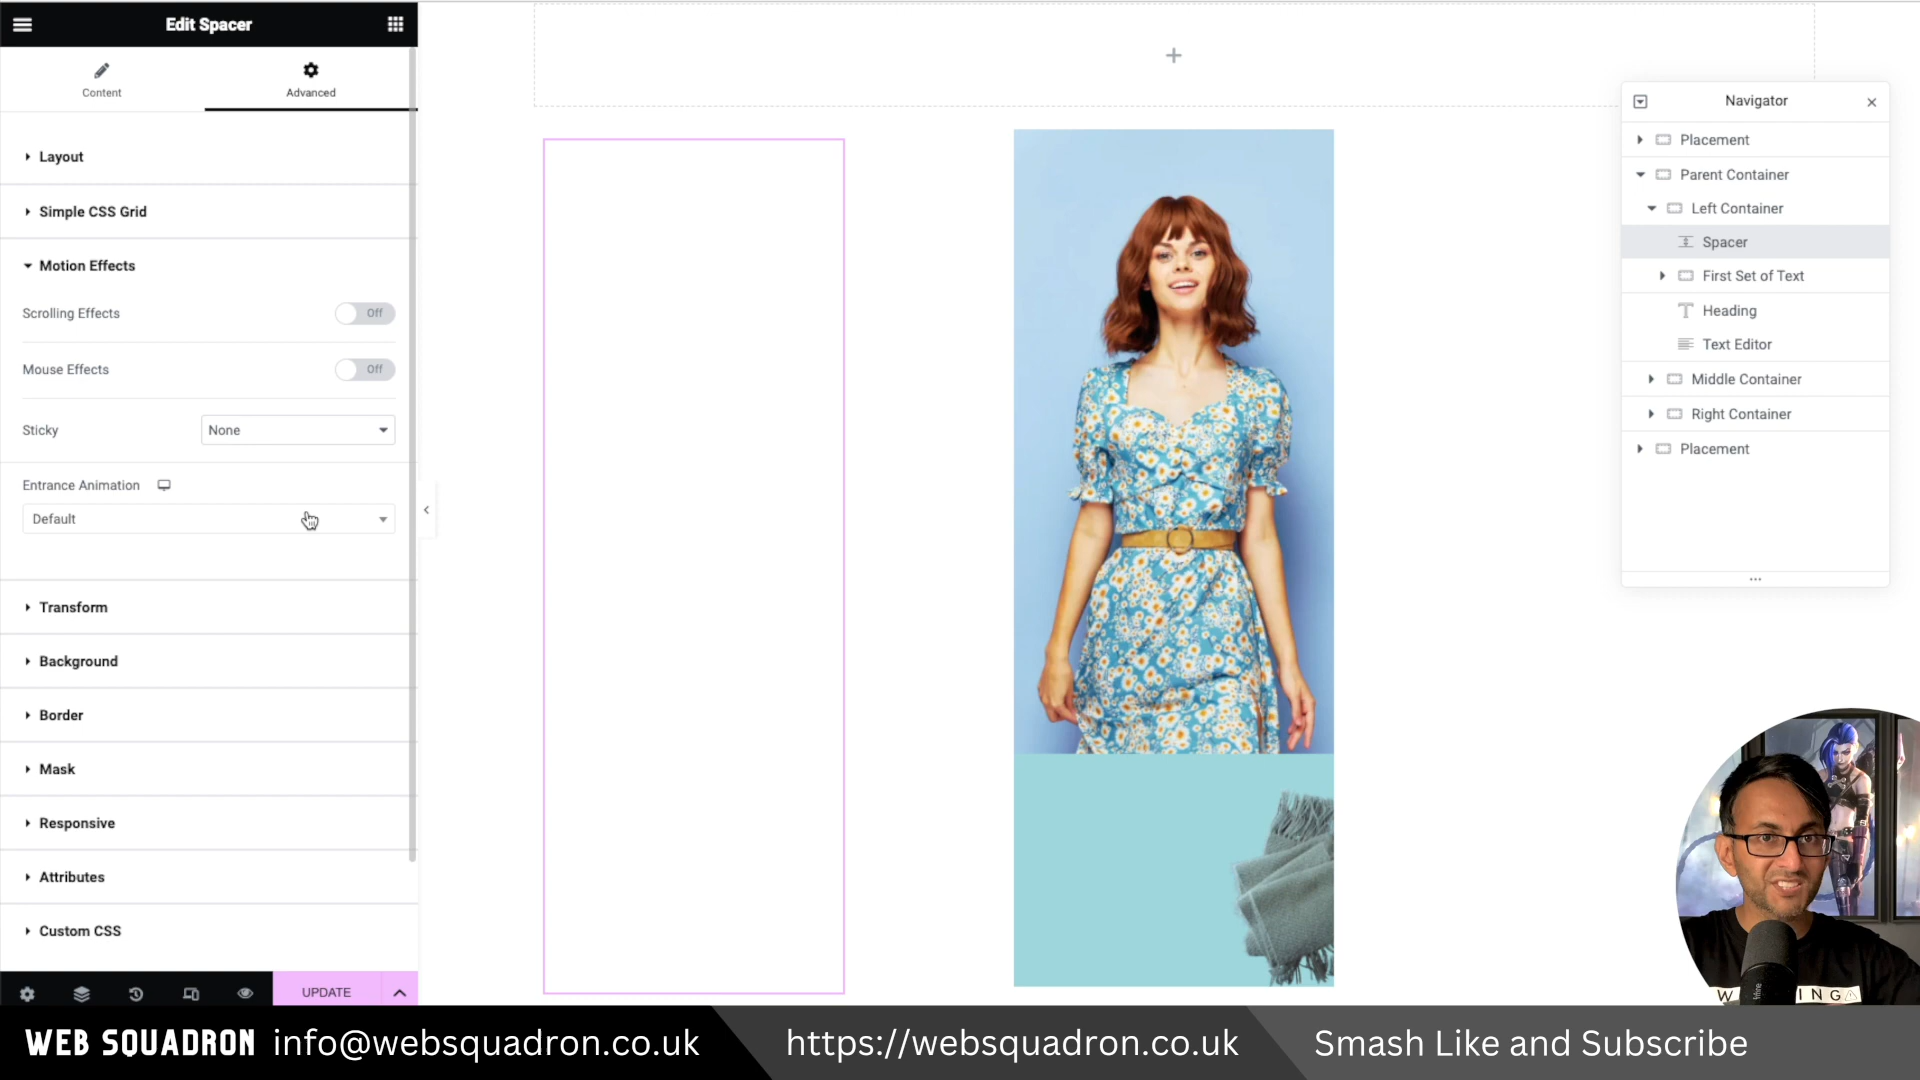 Edit Spacer
Content
Advanced
Layout
Simple CSS Grid
Motion Effects
Scrolling Effects
Off
Mouse Effects
Off
Sticky
None
Entrance Animation
Default
Transform
Background
Border
Mask
Responsive
Attributes
Custom CSS
UPDATE
Navigator
Placement
Parent Container
Left Container
Spacer
First Set of Text
Heading
Text Editor
Middle Container
Right Container
Placement
WEB SQUADRON info@websquadron.co.uk
https://websquadron.co.uk
Smash Like and Subscribe